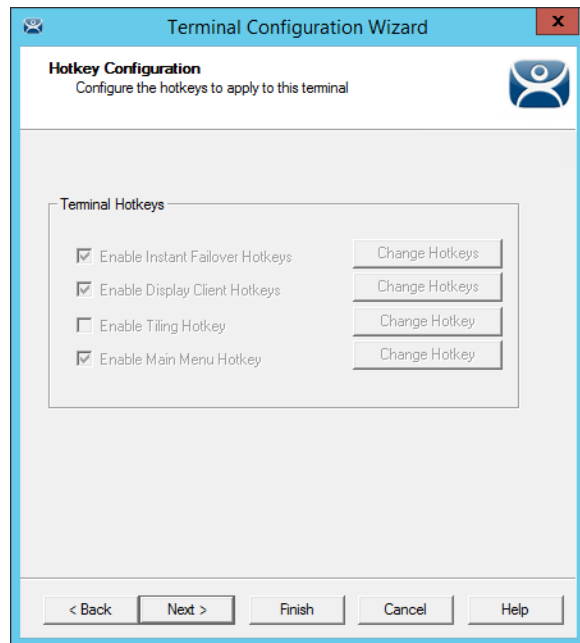 Terminal Configuration Wizard
x
Hotkey Configuration
Configure the hotkeys to apply to this terminal
Terminal Hotkeys
Enable Instant Failover Hotkeys Change Hotkeys
Enable Display Client Hotkeys Change Hotkeys
Enable Tiling Hotkey Change Hotkey
Enable Main Menu Hotkey Change Hotkey
< Back Next > Finish Cancel Help